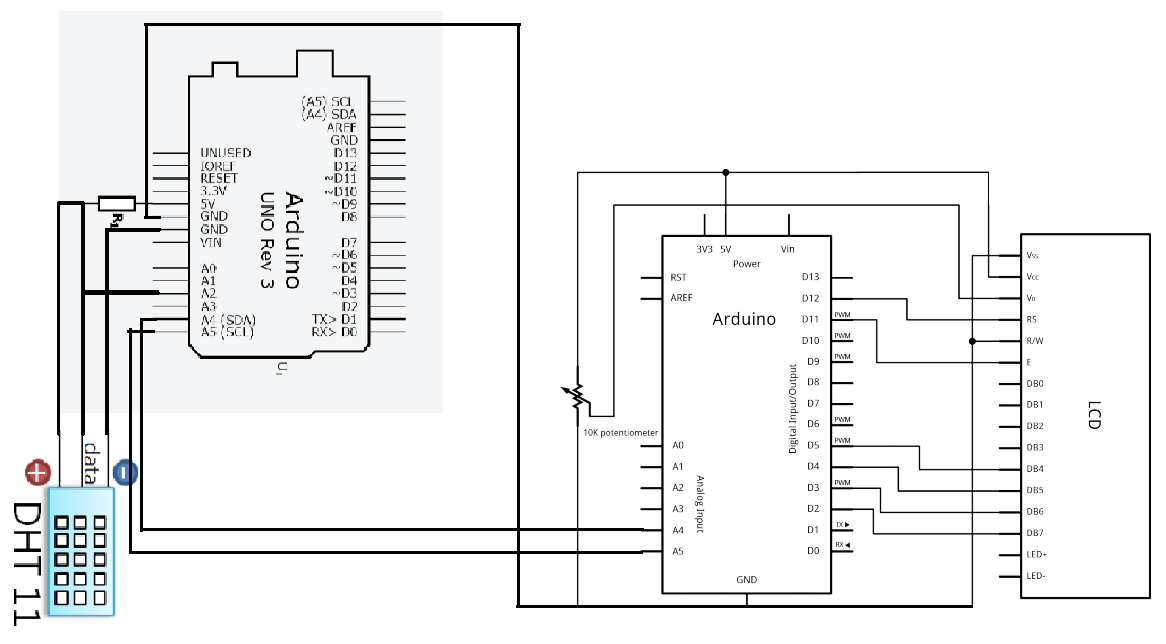 (A5) SCL
(A4) SDA
AREF
GND
UNUSED
D13
IOREF
D12
RESET
~D11
3.3V
~D10
5V
~D9
GND
D8
GND
VIN
D7
~D6
A0
~D5
A1
D4
A2
~D3
A3
D2
A4 (SDA)
TX> D1
A5 (SCL)
RX> D0
Arduino
UNO Rev 3
R1
data
+
-
DHT 11
10K potentiometer
3V3
5V
Vin
Power
RST
AREF
Arduino
A0
A1
A2
A3
A4
A5
Analog Input
Digital Input/Output
D13
D12
D11
PWM
D10
PWM
D9
PWM
D8
D7
D6
PWM
D5
PWM
D4
D3
PWM
D2
D1
TX▶
D0
RX◀
GND
Vss
Vcc
V0
RS
R/W
E
DB0
DB1
DB2
DB3
DB4
DB5
DB6
DB7
LED+
LED-
LCD